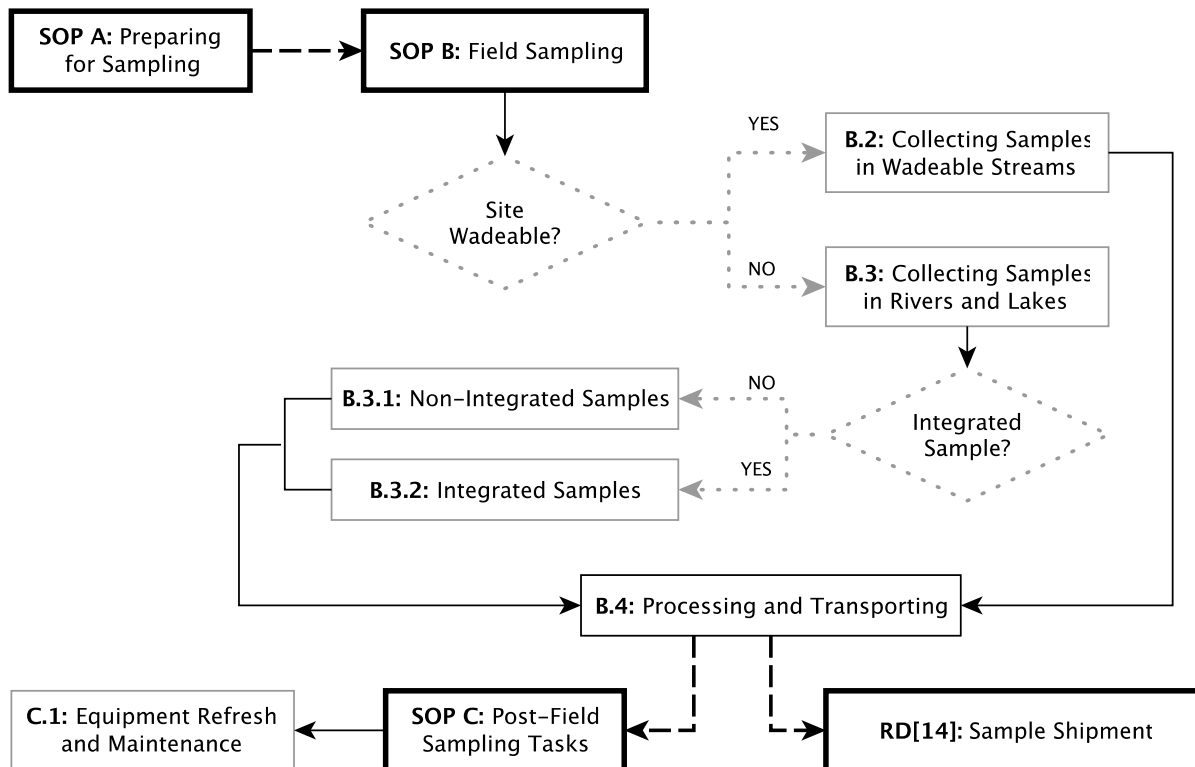 SOP A: Preparing
for Sampling
SOP B: Field Sampling
YES
B.2: Collecting Samples
in Wadeable Streams
Site
Wadeable?
NO
B.3: Collecting Samples
in Rivers and Lakes
B.3.1: Non-Integrated Samples
NO
Integrated
Sample?
YES
B.3.2: Integrated Samples
B.4: Processing and Transporting
C.1: Equipment Refresh
and Maintenance
SOP C: Post-Field
Sampling Tasks
RD[14]: Sample Shipment